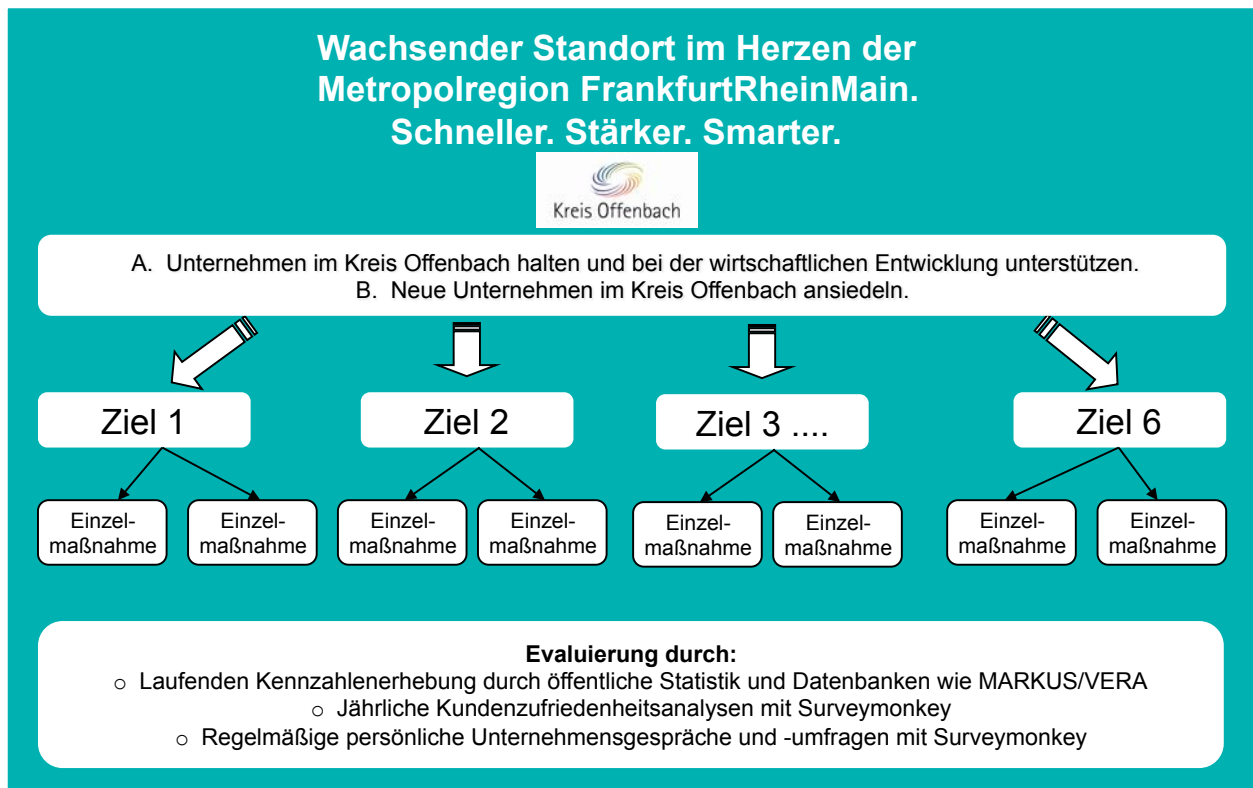 Wachsender Standort im Herzen der
Metropolregion FrankfurtRheinMain.
Schneller. Stärker. Smarter.
Kreis Offenbach
A. Unternehmen im Kreis Offenbach halten und bei der wirtschaftlichen Entwicklung unterstützen.
B. Neue Unternehmen im Kreis Offenbach ansiedeln.
Ziel 1
Ziel 2
Ziel 3 ....
Ziel 6
Einzel-
maßnahme
Einzel-
maßnahme
Einzel-
maßnahme
Einzel-
maßnahme
Einzel-
maßnahme
Einzel-
maßnahme
Einzel-
maßnahme
Einzel-
maßnahme
Evaluierung durch:
o Laufenden Kennzahlenerhebung durch öffentliche Statistik und Datenbanken wie MARKUS/VERA
o Jährliche Kundenzufriedenheitsanalysen mit Surveymonkey
o Regelmäßige persönliche Unternehmensgespräche und -umfragen mit Surveymonkey